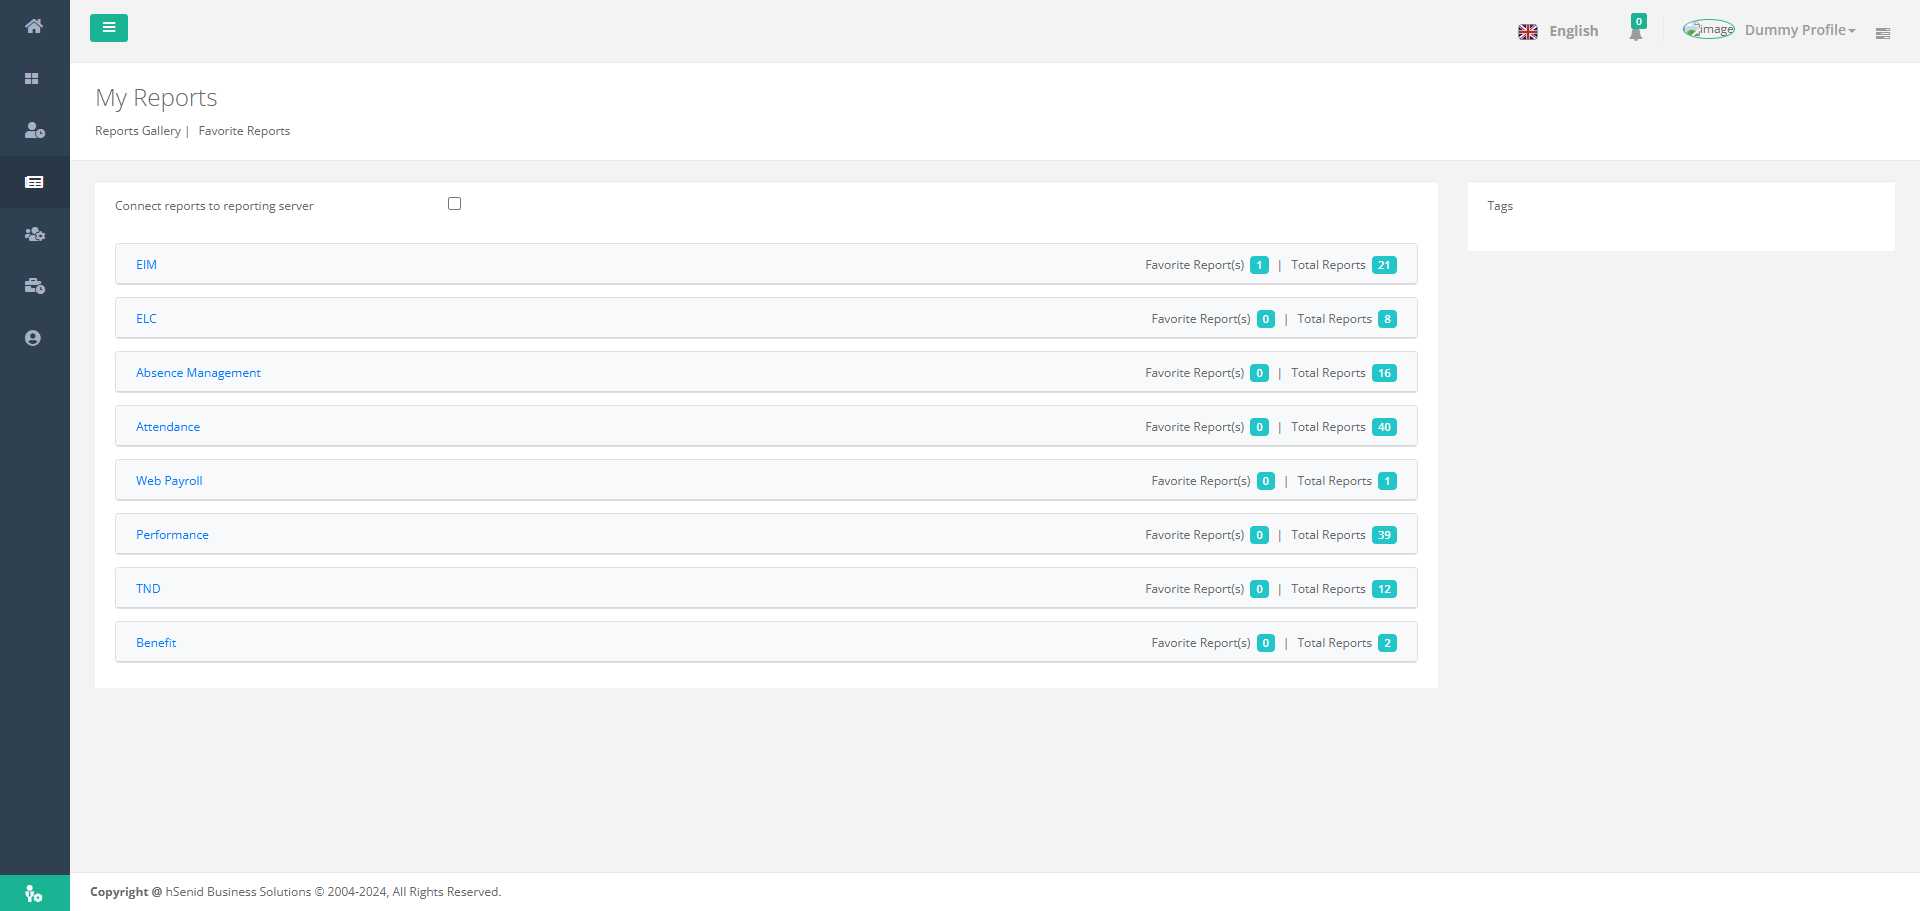 English
0
image
Dummy Profile
My Reports
Reports Gallery | Favorite Reports
Connect reports to reporting server
Tags
EIM Favorite Report(s) 1 | Total Reports 21
ELC Favorite Report(s) 0 | Total Reports 8
Absence Management Favorite Report(s) 0 | Total Reports 16
Attendance Favorite Report(s) 0 | Total Reports 40
Web Payroll Favorite Report(s) 0 | Total Reports 1
Performance Favorite Report(s) 0 | Total Reports 39
TND Favorite Report(s) 0 | Total Reports 12
Benefit Favorite Report(s) 0 | Total Reports 2
Copyright @ hSenid Business Solutions © 2004-2024, All Rights Reserved.